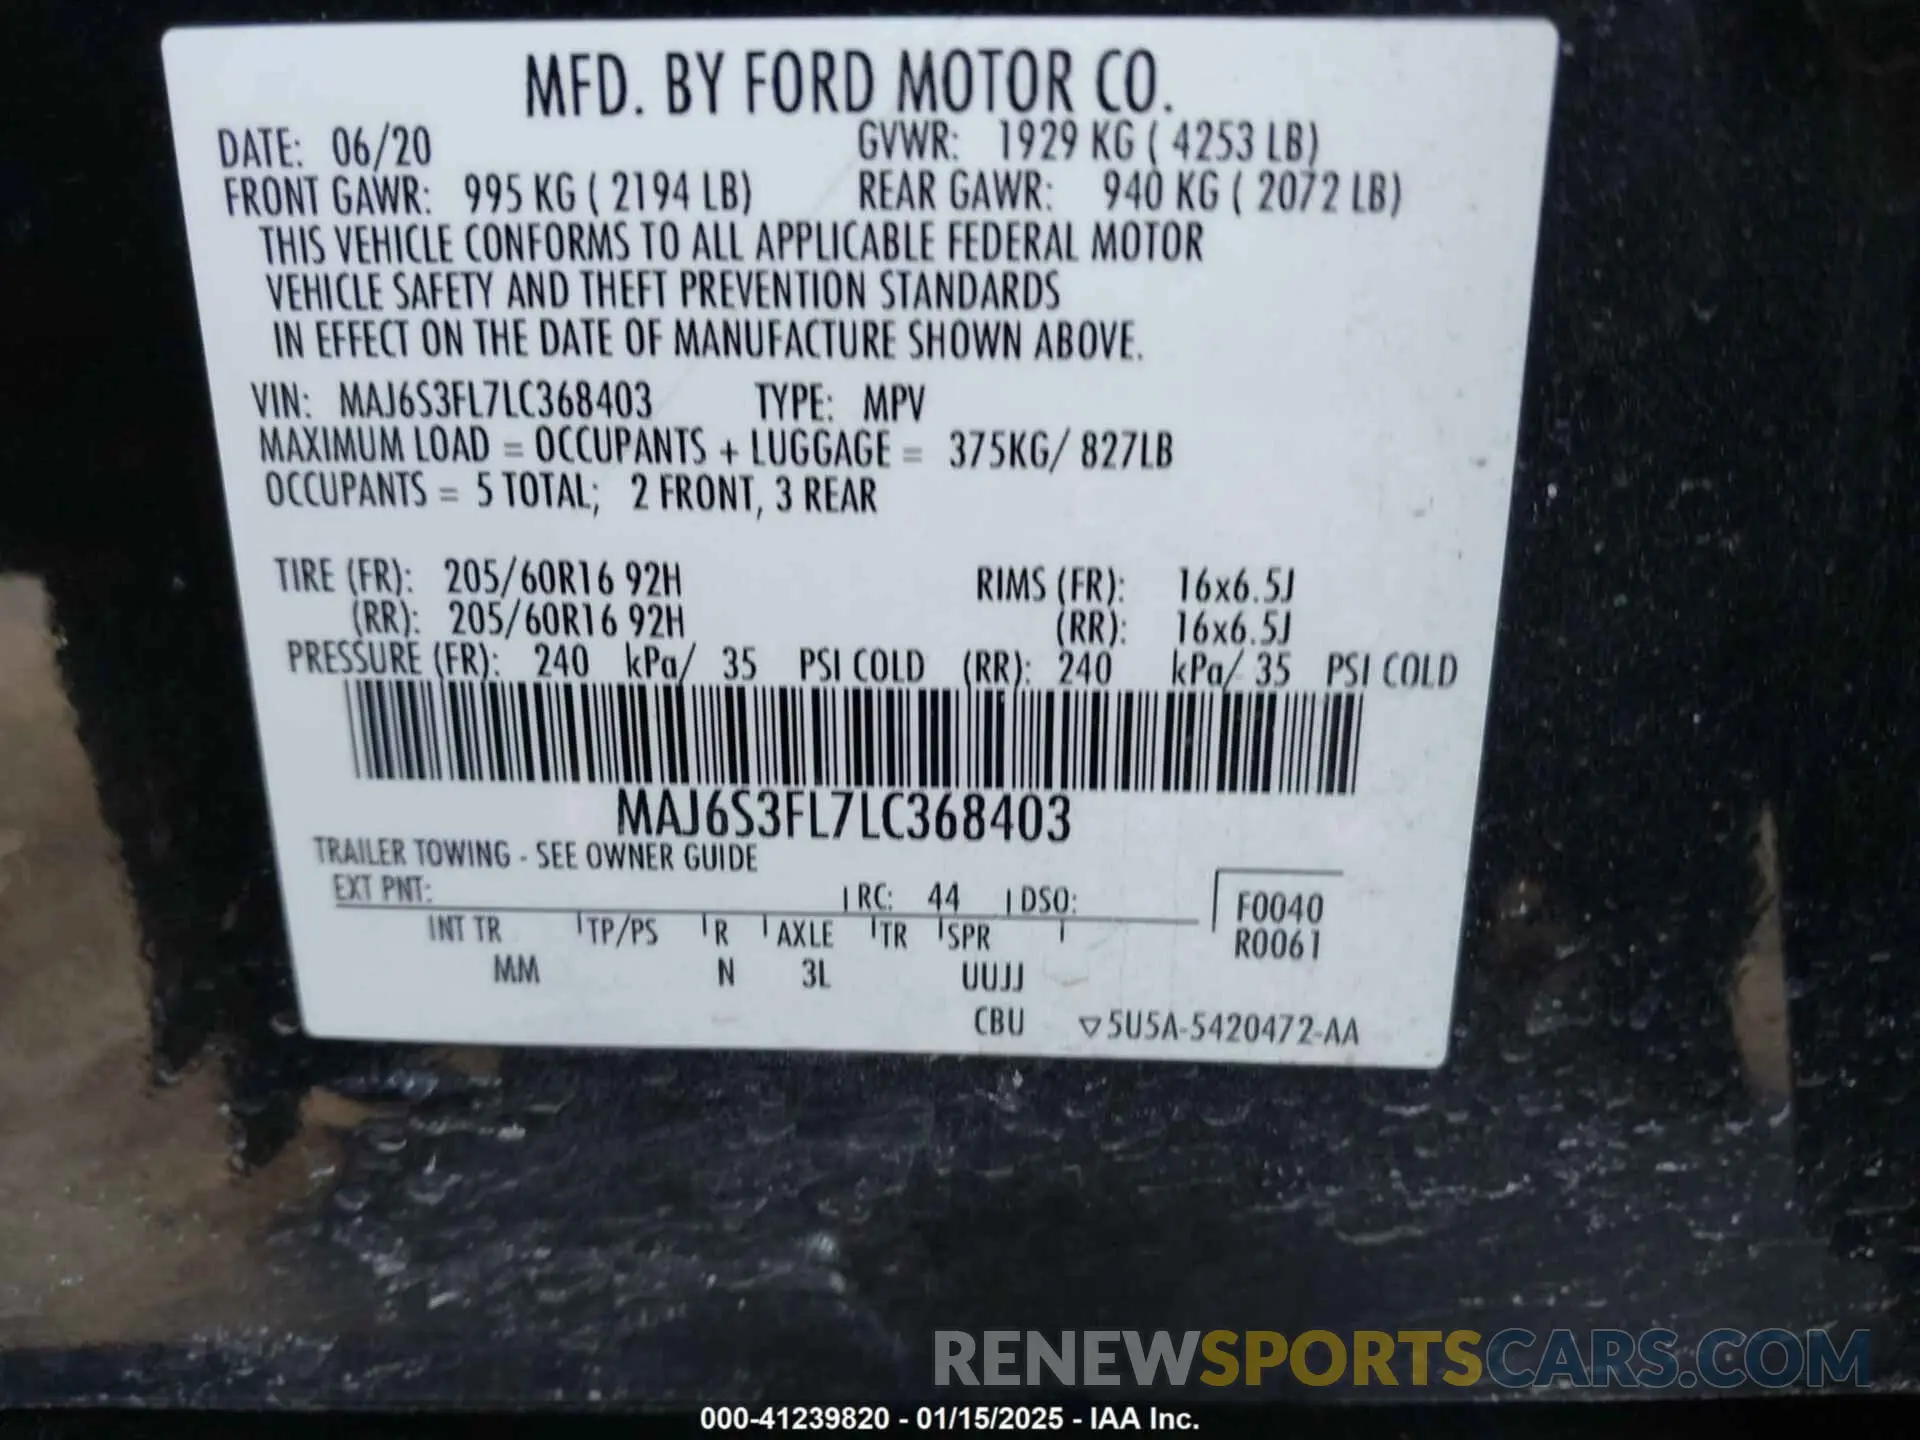 MFD. BY FORD MOTOR CO.
DATE: 06/20 GVWR: 1929 KG ( 4253 LB)
FRONT GAWR: 995 KG ( 2194 LB) REAR GAWR: 940 KG ( 2072 LB)
THIS VEHICLE CONFORMS TO ALL APPLICABLE FEDERAL MOTOR
VEHICLE SAFETY AND THEFT PREVENTION STANDARDS
IN EFFECT ON THE DATE OF MANUFACTURE SHOWN ABOVE.
VIN: MAJ6S3FL7LC368403 TYPE: MPV
MAXIMUM LOAD = OCCUPANTS + LUGGAGE = 375KG/ 827LB
OCCUPANTS = 5 TOTAL; 2 FRONT, 3 REAR
TIRE (FR): 205/60R16 92H RIMS (FR): 16x6.5J
(RR): 205/60R16 92H (RR): 16x6.5J
PRESSURE (FR): 240 kPa/ 35 PSI COLD (RR): 240 kPa/ 35 PSI COLD
MAJ6S3FL7LC368403
TRAILER TOWING - SEE OWNER GUIDE
EXT PNT: RC: 44 DSO: F0040
INT TR TP/PS R AXLE TR SPR R0061
MM N 3L UUJJ
CBU ▽5U5A-5420472-AA
RENEWSPORTSCARS.COM
000-41239820 - 01/15/2025 - IAA Inc.